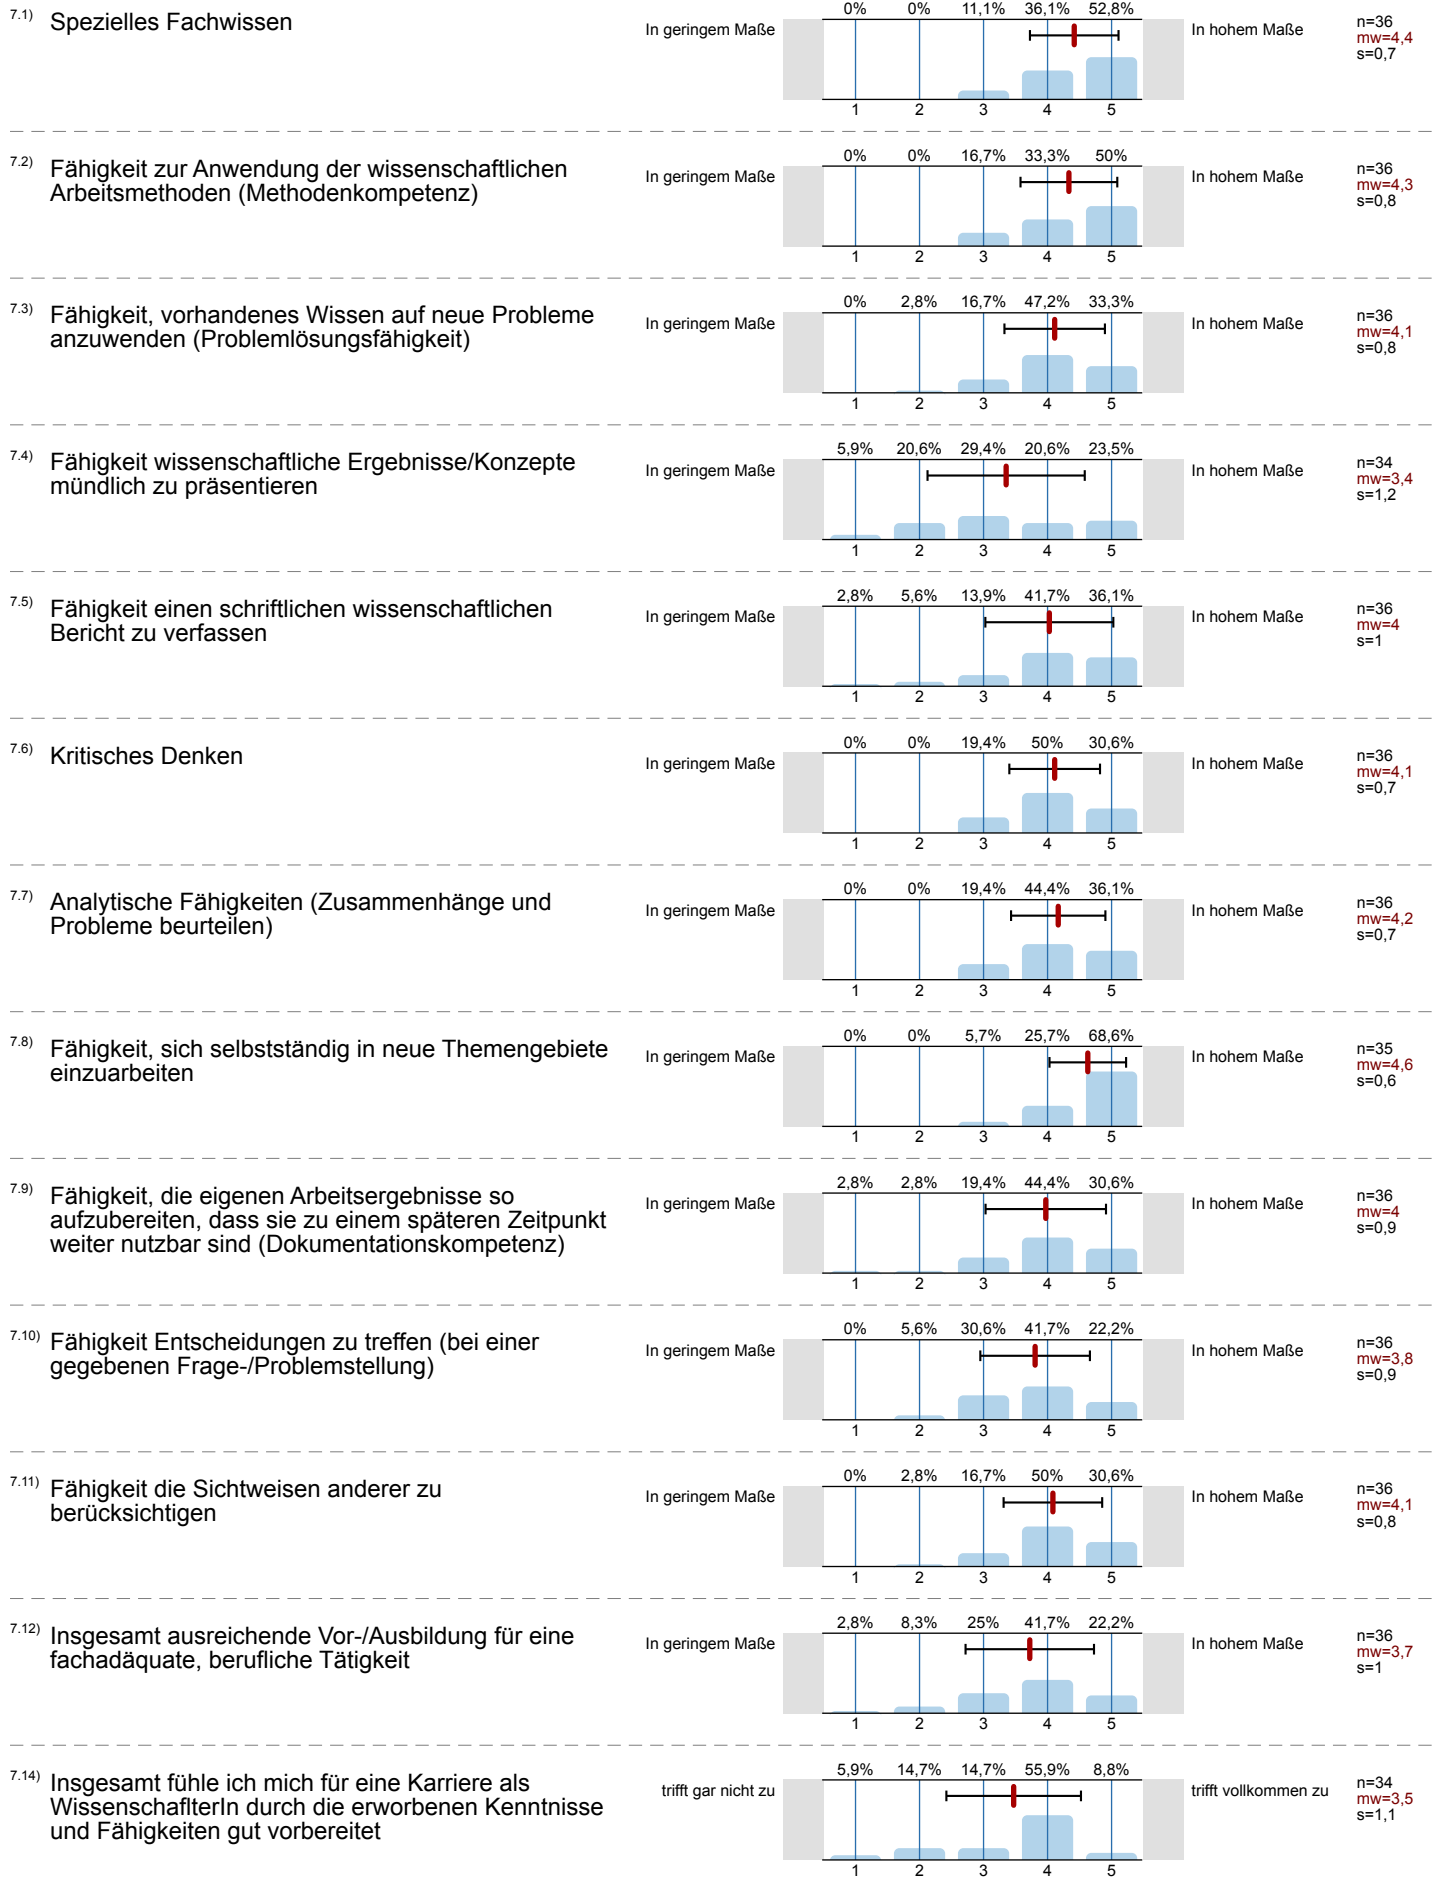 7.1) Spezielles Fachwissen
0% 0% 11,1% 36,1% 52,8%
In geringem Maße In hohem Maße
n=36
mw=4,4
s=0,7
1 2 3 4 5
7.2) Fähigkeit zur Anwendung der wissenschaftlichen
Arbeitsmethoden (Methodenkompetenz)
0% 0% 16,7% 33,3% 50%
In geringem Maße In hohem Maße
n=36
mw=4,3
s=0,8
1 2 3 4 5
7.3) Fähigkeit, vorhandenes Wissen auf neue Probleme
anzuwenden (Problemlösungsfähigkeit)
0% 2,8% 16,7% 47,2% 33,3%
In geringem Maße In hohem Maße
n=36
mw=4,1
s=0,8
1 2 3 4 5
7.4) Fähigkeit wissenschaftliche Ergebnisse/Konzepte
mündlich zu präsentieren
5,9% 20,6% 29,4% 20,6% 23,5%
In geringem Maße In hohem Maße
n=34
mw=3,4
s=1,2
1 2 3 4 5
7.5) Fähigkeit einen schriftlichen wissenschaftlichen
Bericht zu verfassen
2,8% 5,6% 13,9% 41,7% 36,1%
In geringem Maße In hohem Maße
n=36
mw=4
s=1
1 2 3 4 5
7.6) Kritisches Denken
0% 0% 19,4% 50% 30,6%
In geringem Maße In hohem Maße
n=36
mw=4,1
s=0,7
1 2 3 4 5
7.7) Analytische Fähigkeiten (Zusammenhänge und
Probleme beurteilen)
0% 0% 19,4% 44,4% 36,1%
In geringem Maße In hohem Maße
n=36
mw=4,2
s=0,7
1 2 3 4 5
7.8) Fähigkeit, sich selbstständig in neue Themengebiete
einzuarbeiten
0% 0% 5,7% 25,7% 68,6%
In geringem Maße In hohem Maße
n=35
mw=4,6
s=0,6
1 2 3 4 5
7.9) Fähigkeit, die eigenen Arbeitsergebnisse so
aufzubereiten, dass sie zu einem späteren Zeitpunkt
weiter nutzbar sind (Dokumentationskompetenz)
2,8% 2,8% 19,4% 44,4% 30,6%
In geringem Maße In hohem Maße
n=36
mw=4
s=0,9
1 2 3 4 5
7.10) Fähigkeit Entscheidungen zu treffen (bei einer
gegebenen Frage-/Problemstellung)
0% 5,6% 30,6% 41,7% 22,2%
In geringem Maße In hohem Maße
n=36
mw=3,8
s=0,9
1 2 3 4 5
7.11) Fähigkeit die Sichtweisen anderer zu
berücksichtigen
0% 2,8% 16,7% 50% 30,6%
In geringem Maße In hohem Maße
n=36
mw=4,1
s=0,8
1 2 3 4 5
7.12) Insgesamt ausreichende Vor-/Ausbildung für eine
fachadäquate, berufliche Tätigkeit
2,8% 8,3% 25% 41,7% 22,2%
In geringem Maße In hohem Maße
n=36
mw=3,7
s=1
1 2 3 4 5
7.14) Insgesamt fühle ich mich für eine Karriere als
WissenschaflterIn durch die erworbenen Kenntnisse
und Fähigkeiten gut vorbereitet
5,9% 14,7% 14,7% 55,9% 8,8%
trifft gar nicht zu trifft vollkommen zu
n=34
mw=3,5
s=1,1
1 2 3 4 5